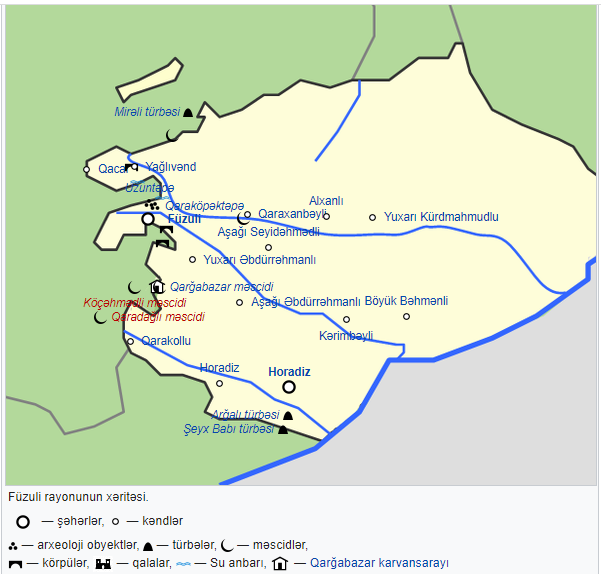 Mirəli türbəsi
Qacar
Yağlıvənd
Uzuntəpə
Qaraköpəktəpə
Füzuli
Qaraxanbəyli
Alxanlı
Yuxarı Kürdmahmudlu
Aşağı Seyidəhmədli
Yuxarı Əbdürrəhmanlı
Qarğabazar məscidi
Köçəhmədli məscidi
Aşağı Əbdürrəhmanlı
Böyük Bəhmənli
Qaradağlı məscidi
Kərimbəyli
Qarakollu
Horadiz
Horadiz
Arğalı türbəsi
Şeyx Babı türbəsi
Füzuli rayonunun xəritəsi.
— şəhərlər, — kəndlər
— arxeoloji obyektlər, — türbələr, — məscidlər,
— körpülər, — qalalar, — Su anbarı, — Qarğabazar karvansarayı